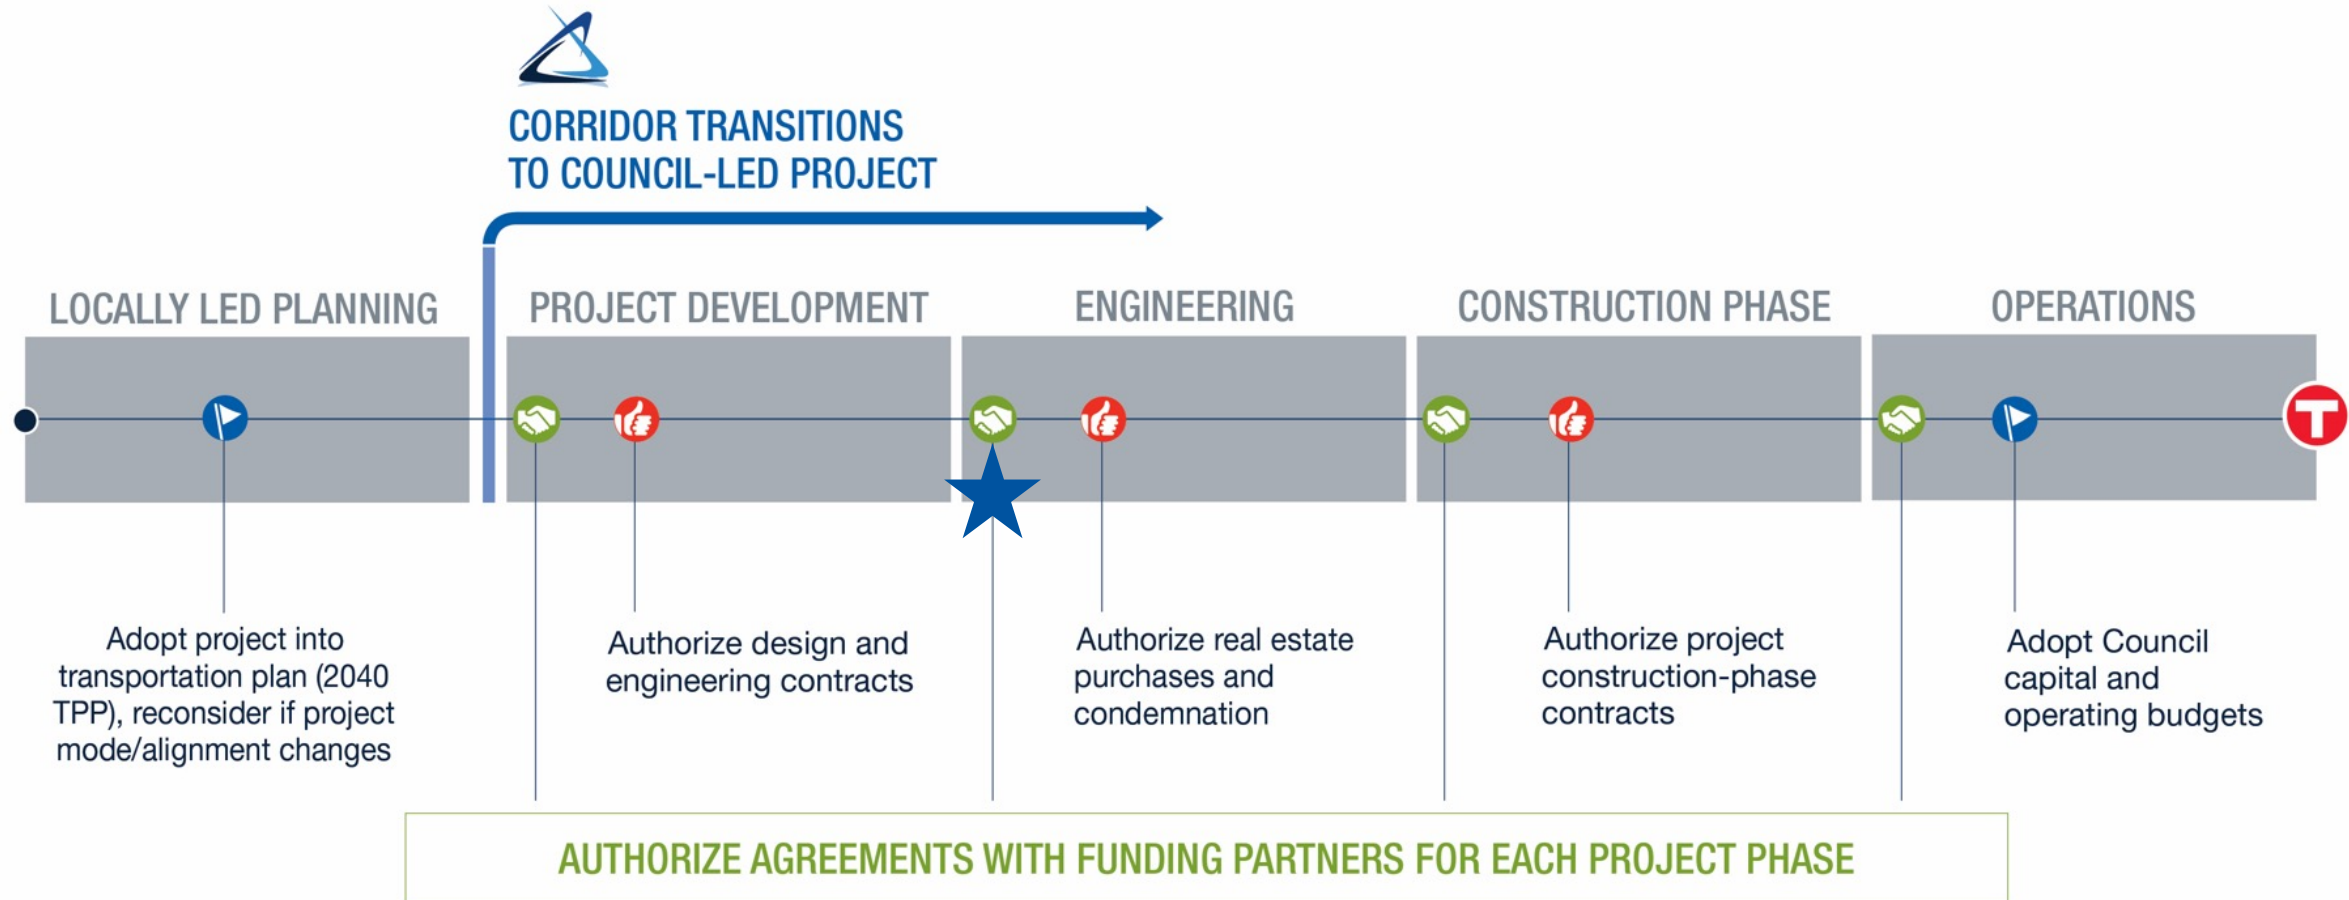 CORRIDOR TRANSITIONS
TO COUNCIL-LED PROJECT
LOCALLY LED PLANNING
PROJECT DEVELOPMENT
ENGINEERING
CONSTRUCTION PHASE
OPERATIONS
T
Adopt project into
transportation plan (2040
TPP), reconsider if project
mode/alignment changes
Authorize design and
engineering contracts
Authorize real estate
purchases and
condemnation
Authorize project
construction-phase
contracts
Adopt Council
capital and
operating budgets
AUTHORIZE AGREEMENTS WITH FUNDING PARTNERS FOR EACH PROJECT PHASE